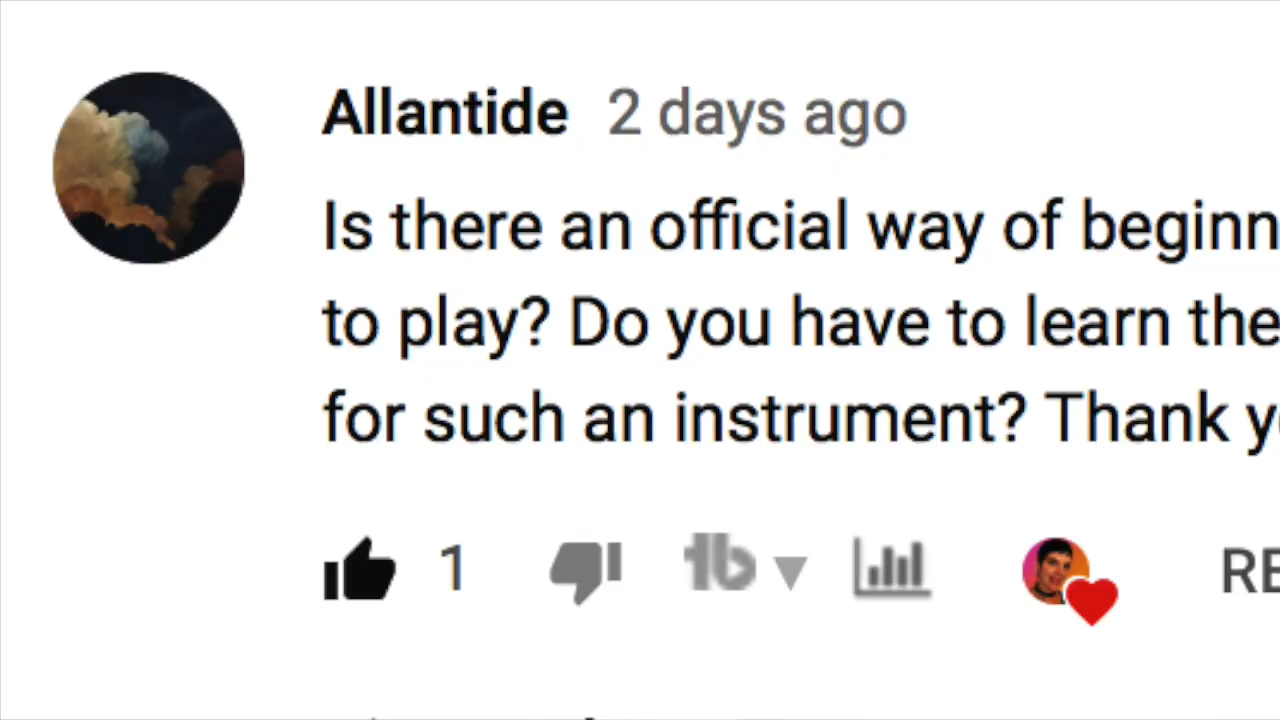 Allantide 2 days ago
Is there an official way of beginn
to play? Do you have to learn the
for such an instrument? Thank y
1
RE